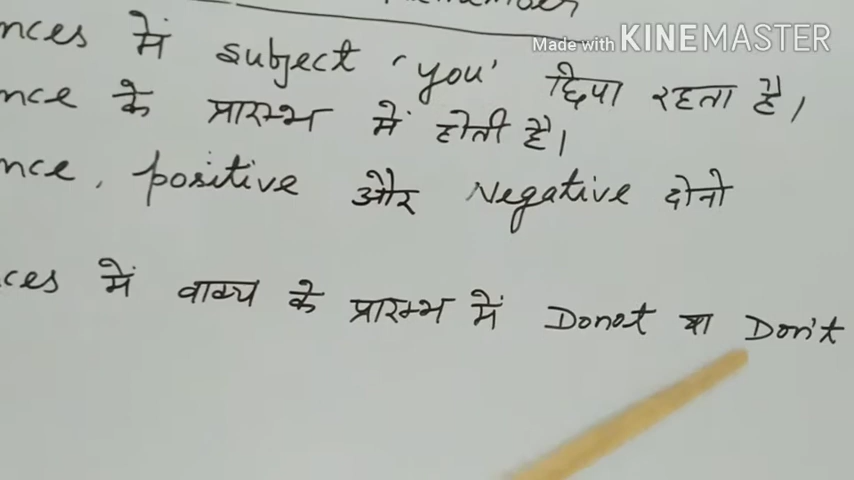 Made with KINEMASTER
nces में subject 'you' छिपा रहता है।
nce के प्रारम्भ में होती है।
nce, positive और Negative दोनो
ces में वाक्य के प्रारम्भ में Donot या Don't